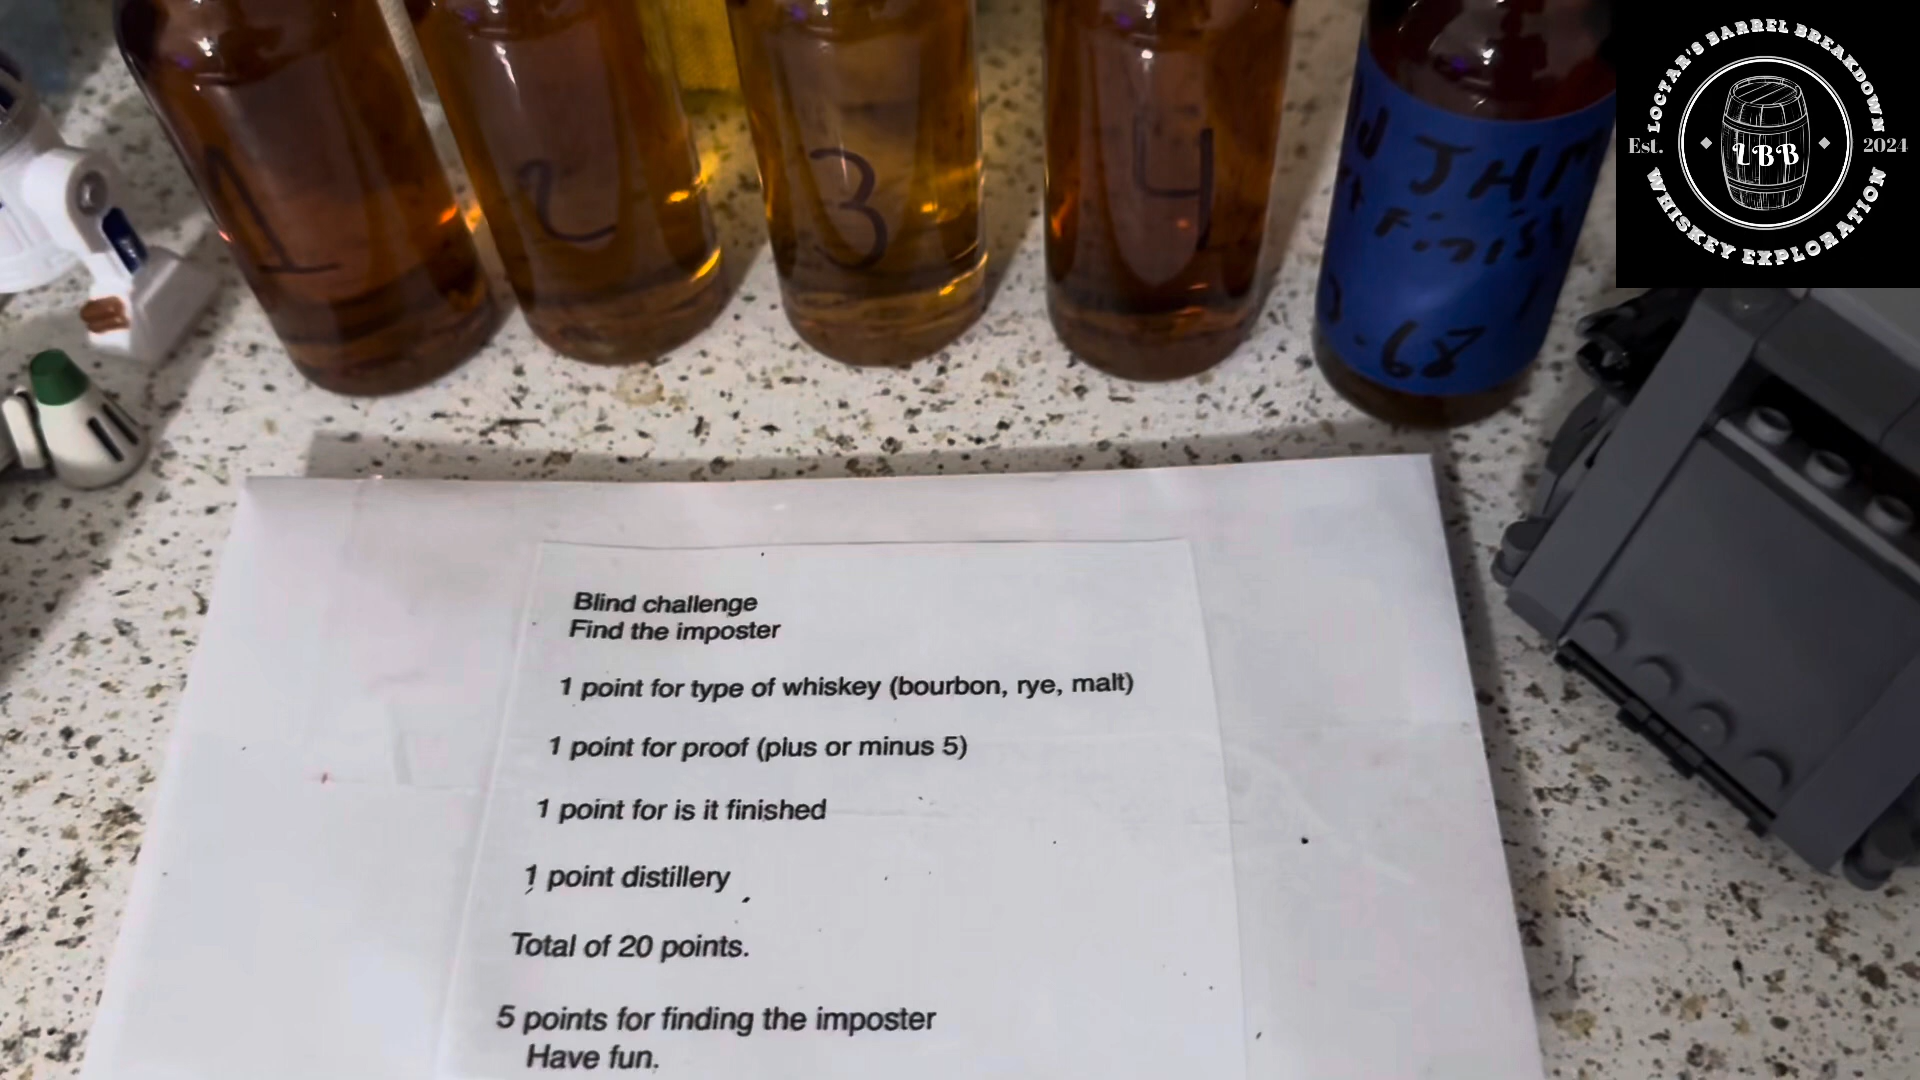 1
2
3
4
JHM
-68
LOCTAR'S BARREL BREAKDOWN
Est.
LBB
2024
WHISKEY EXPLORATION
Blind challenge
Find the imposter
1 point for type of whiskey (bourbon, rye, malt)
1 point for proof (plus or minus 5)
1 point for is it finished
1 point distillery
Total of 20 points.
5 points for finding the imposter
Have fun.